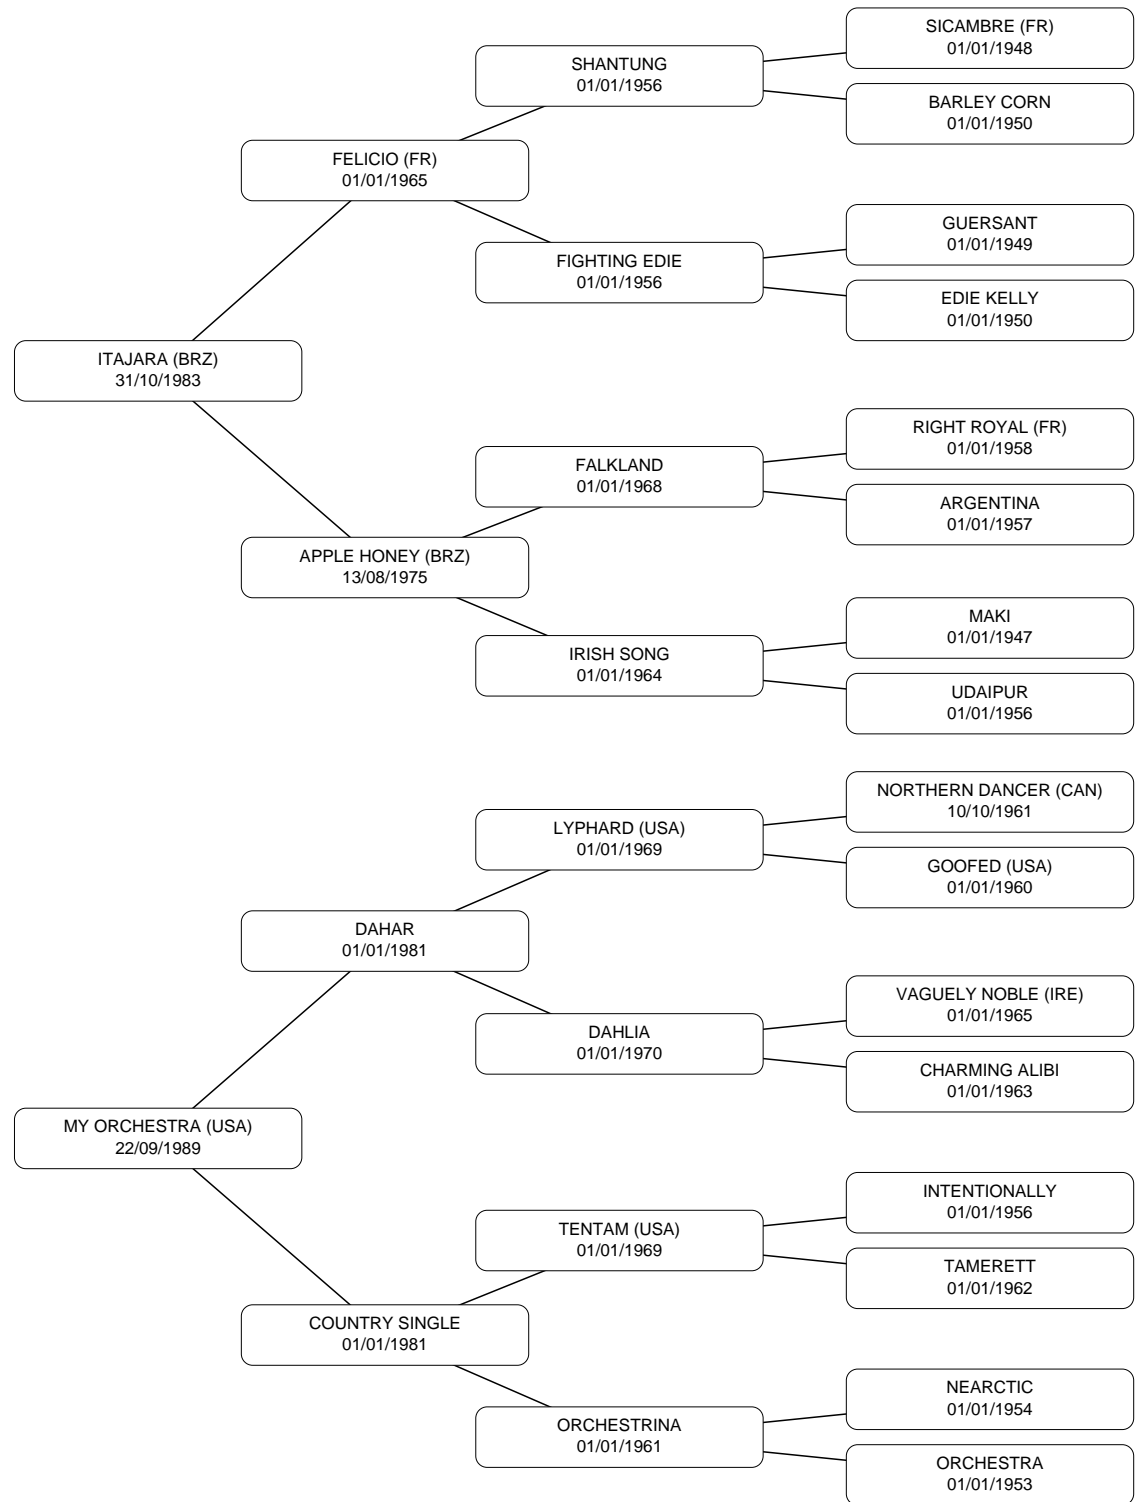 SICAMBRE (FR)
01/01/1948
SHANTUNG
01/01/1956
BARLEY CORN
01/01/1950
FELICIO (FR)
01/01/1965
GUERSANT
01/01/1949
FIGHTING EDIE
01/01/1956
EDIE KELLY
01/01/1950
ITAJARA (BRZ)
31/10/1983
RIGHT ROYAL (FR)
01/01/1958
FALKLAND
01/01/1968
ARGENTINA
01/01/1957
APPLE HONEY (BRZ)
13/08/1975
MAKI
01/01/1947
IRISH SONG
01/01/1964
UDAIPUR
01/01/1956
NORTHERN DANCER (CAN)
10/10/1961
LYPHARD (USA)
01/01/1969
GOOFED (USA)
01/01/1960
DAHAR
01/01/1981
VAGUELY NOBLE (IRE)
01/01/1965
DAHLIA
01/01/1970
CHARMING ALIBI
01/01/1963
MY ORCHESTRA (USA)
22/09/1989
INTENTIONALLY
01/01/1956
TENTAM (USA)
01/01/1969
TAMERETT
01/01/1962
COUNTRY SINGLE
01/01/1981
NEARCTIC
01/01/1954
ORCHESTRINA
01/01/1961
ORCHESTRA
01/01/1953